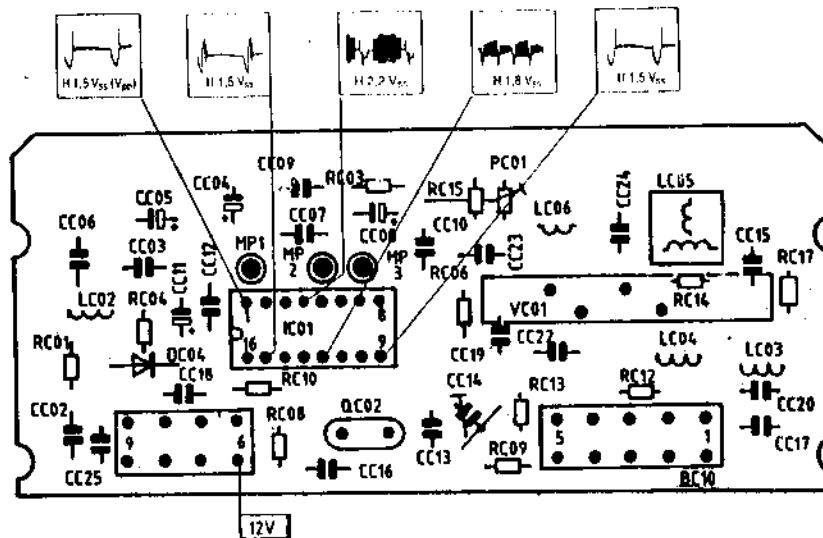 H 1,5 Vss (Vpp)
H 1,5 Vss
H 2,2 Vss
H 1,8 Vss
H 1,5 Vss
CC04
CC09
RC03
PC01
CC05
CC07
CC08
RC15
CC10
LC06
CC24
LC05
CC06
CC03
CC11
CC12
MP1
MP
2
MP
3
CC23
RC06
CC15
RC17
LC02
RC04
1
8
IC01
16
9
VC01
RC14
RC01
DC04
CC18
RC10
CC19
CC22
LC04
LC03
CC14
RC13
RC12
CC20
CC02
9
6
RC08
QC02
CC13
5
1
CC17
CC25
CC16
RC09
BC10
12V